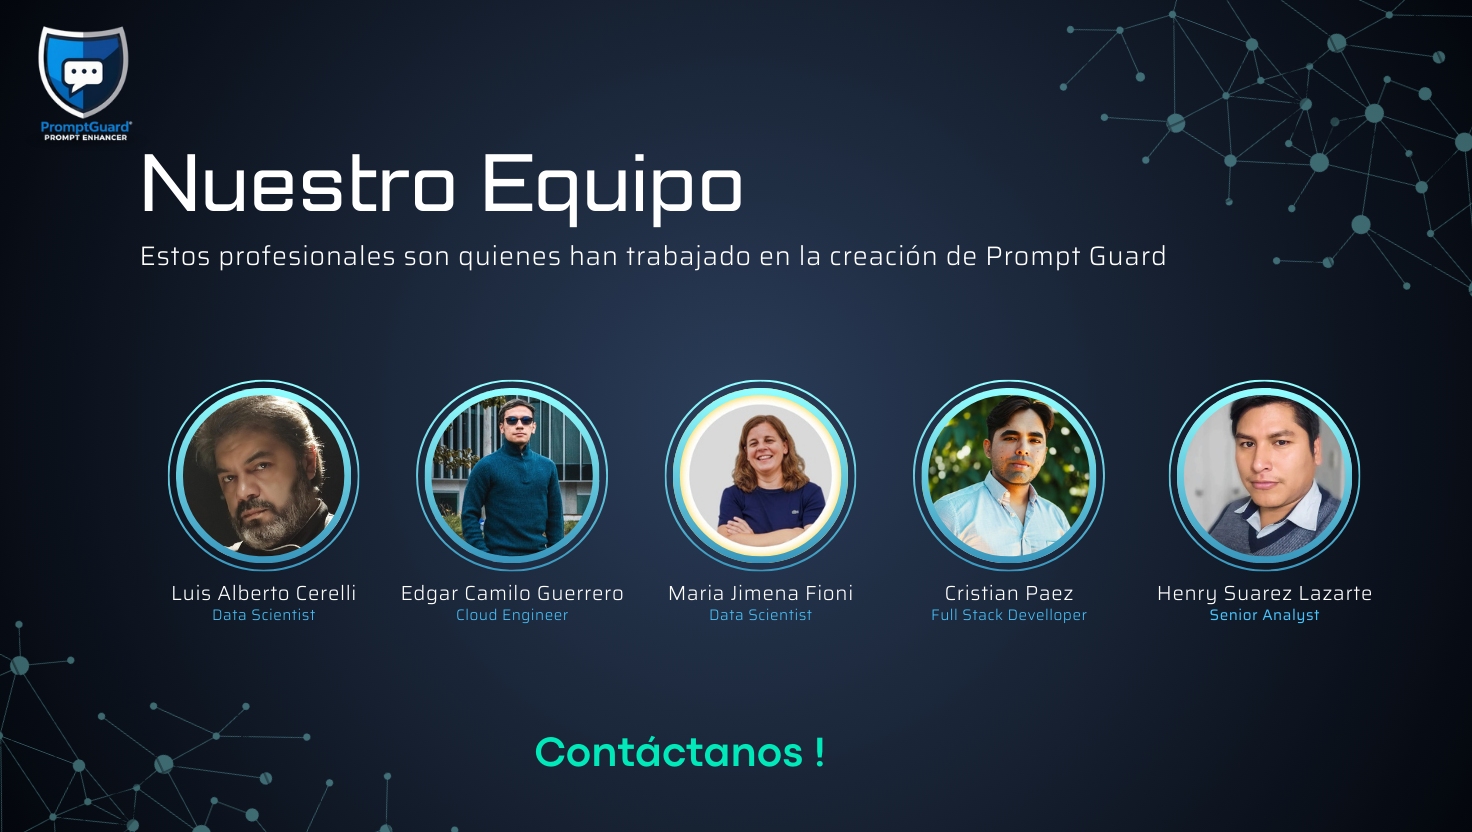 PromptGuard®
PROMPT ENHANCER
Nuestro Equipo
Estos profesionales son quienes han trabajado en la creación de Prompt Guard
Luis Alberto Cerelli
Data Scientist
Edgar Camilo Guerrero
Cloud Engineer
Maria Jimena Fioni
Data Scientist
Cristian Paez
Full Stack Develloper
Henry Suarez Lazarte
Senior Analyst
Contáctanos !